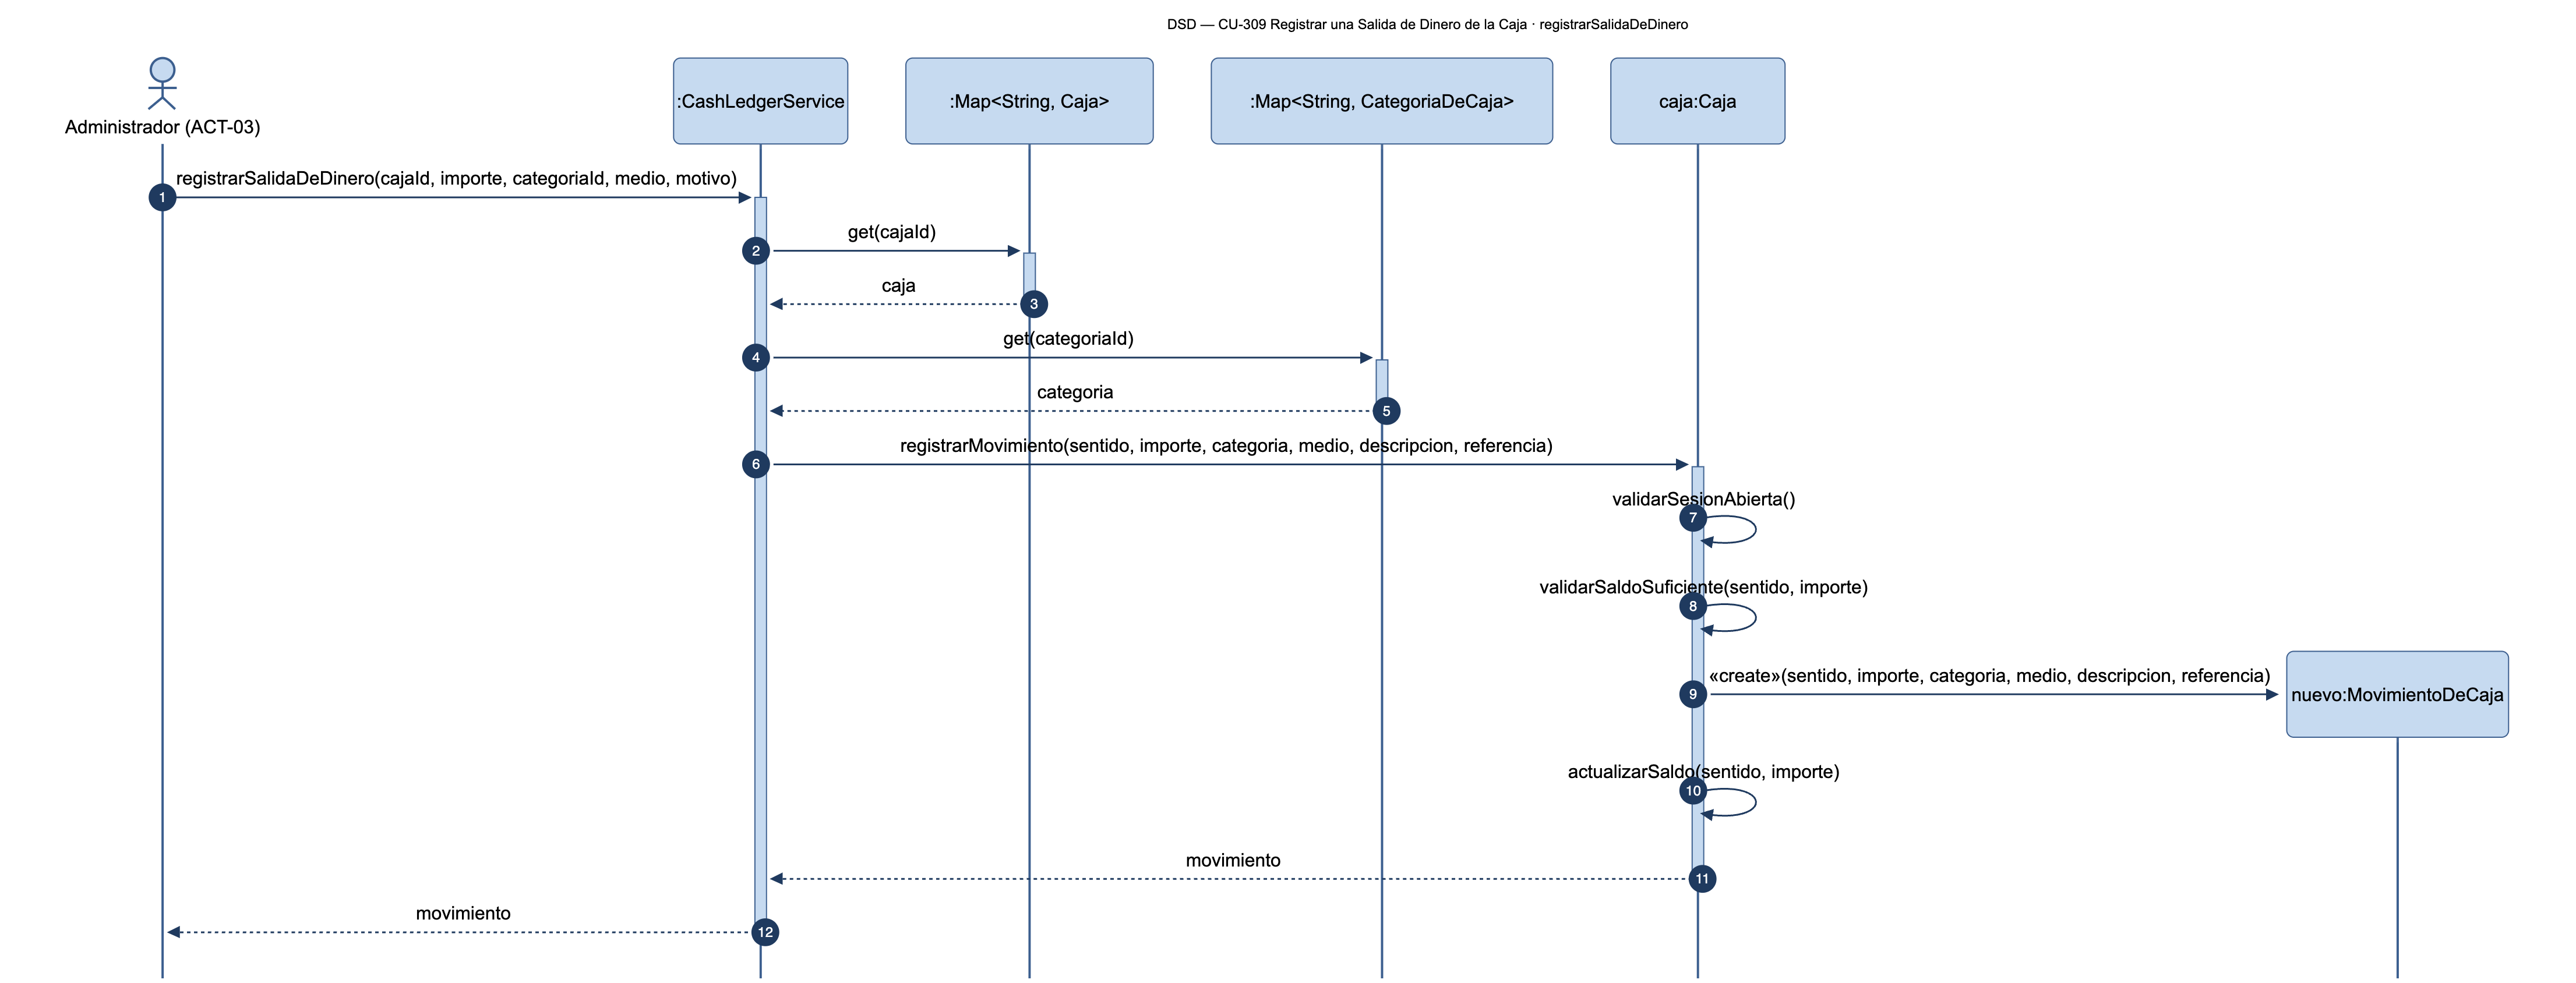 DSD — CU-309 Registrar una Salida de Dinero de la Caja · registrarSalidaDeDinero
Administrador (ACT-03)
:CashLedgerService
:Map<String, Caja>
:Map<String, CategoriaDeCaja>
caja:Caja
1
registrarSalidaDeDinero(cajaId, importe, categoriaId, medio, motivo)
2
get(cajaId)
caja
3
4
get(categoriaId)
categoria
5
6
registrarMovimiento(sentido, importe, categoria, medio, descripcion, referencia)
validarSesionAbierta()
7
validarSaldoSuficiente(sentido, importe)
8
«create»(sentido, importe, categoria, medio, descripcion, referencia)
9
nuevo:MovimientoDeCaja
actualizarSaldo(sentido, importe)
10
movimiento
11
movimiento
12